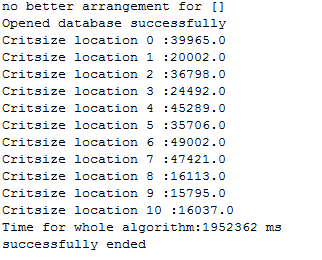 no better arrangement for []
Opened database successfully
Critsize location 0 :39965.0
Critsize location 1 :20002.0
Critsize location 2 :36798.0
Critsize location 3 :24492.0
Critsize location 4 :45289.0
Critsize location 5 :35706.0
Critsize location 6 :49002.0
Critsize location 7 :47421.0
Critsize location 8 :16113.0
Critsize location 9 :15795.0
Critsize location 10 :16037.0
Time for whole algorithm:1952362 ms
successfully ended